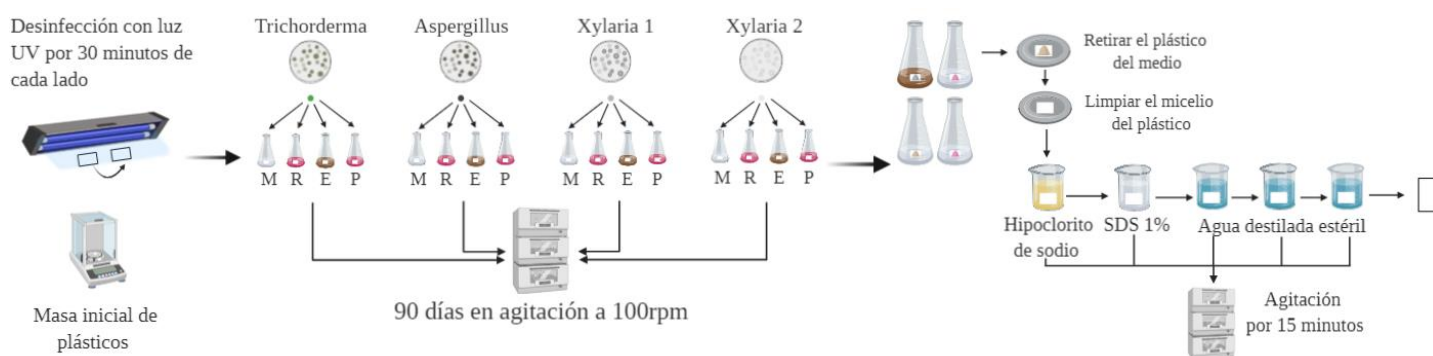 Desinfección con luz
UV por 30 minutos de
cada lado
Masa inicial de
plásticos
Trichorderma
Aspergillus
Xylaria 1
Xylaria 2
M R E P
M R E P
M R E P
M R E P
90 días en agitación a 100rpm
Retirar el plástico
del medio
Limpiar el micelio
del plástico
Hipoclorito
de sodio
SDS 1%
Agua destilada estéril
Agitación
por 15 minutos